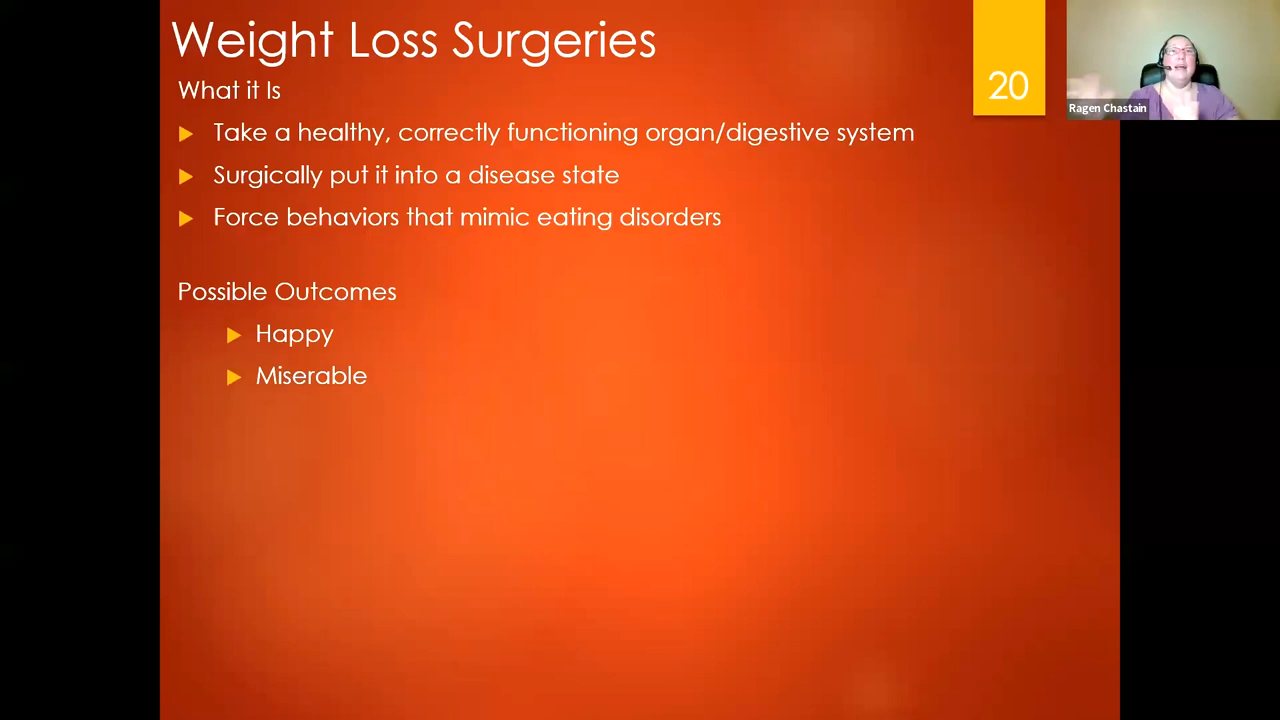 Weight Loss Surgeries
20
Ragen Chastain
What it Is
Take a healthy, correctly functioning organ/digestive system
Surgically put it into a disease state
Force behaviors that mimic eating disorders
Possible Outcomes
Happy
Miserable